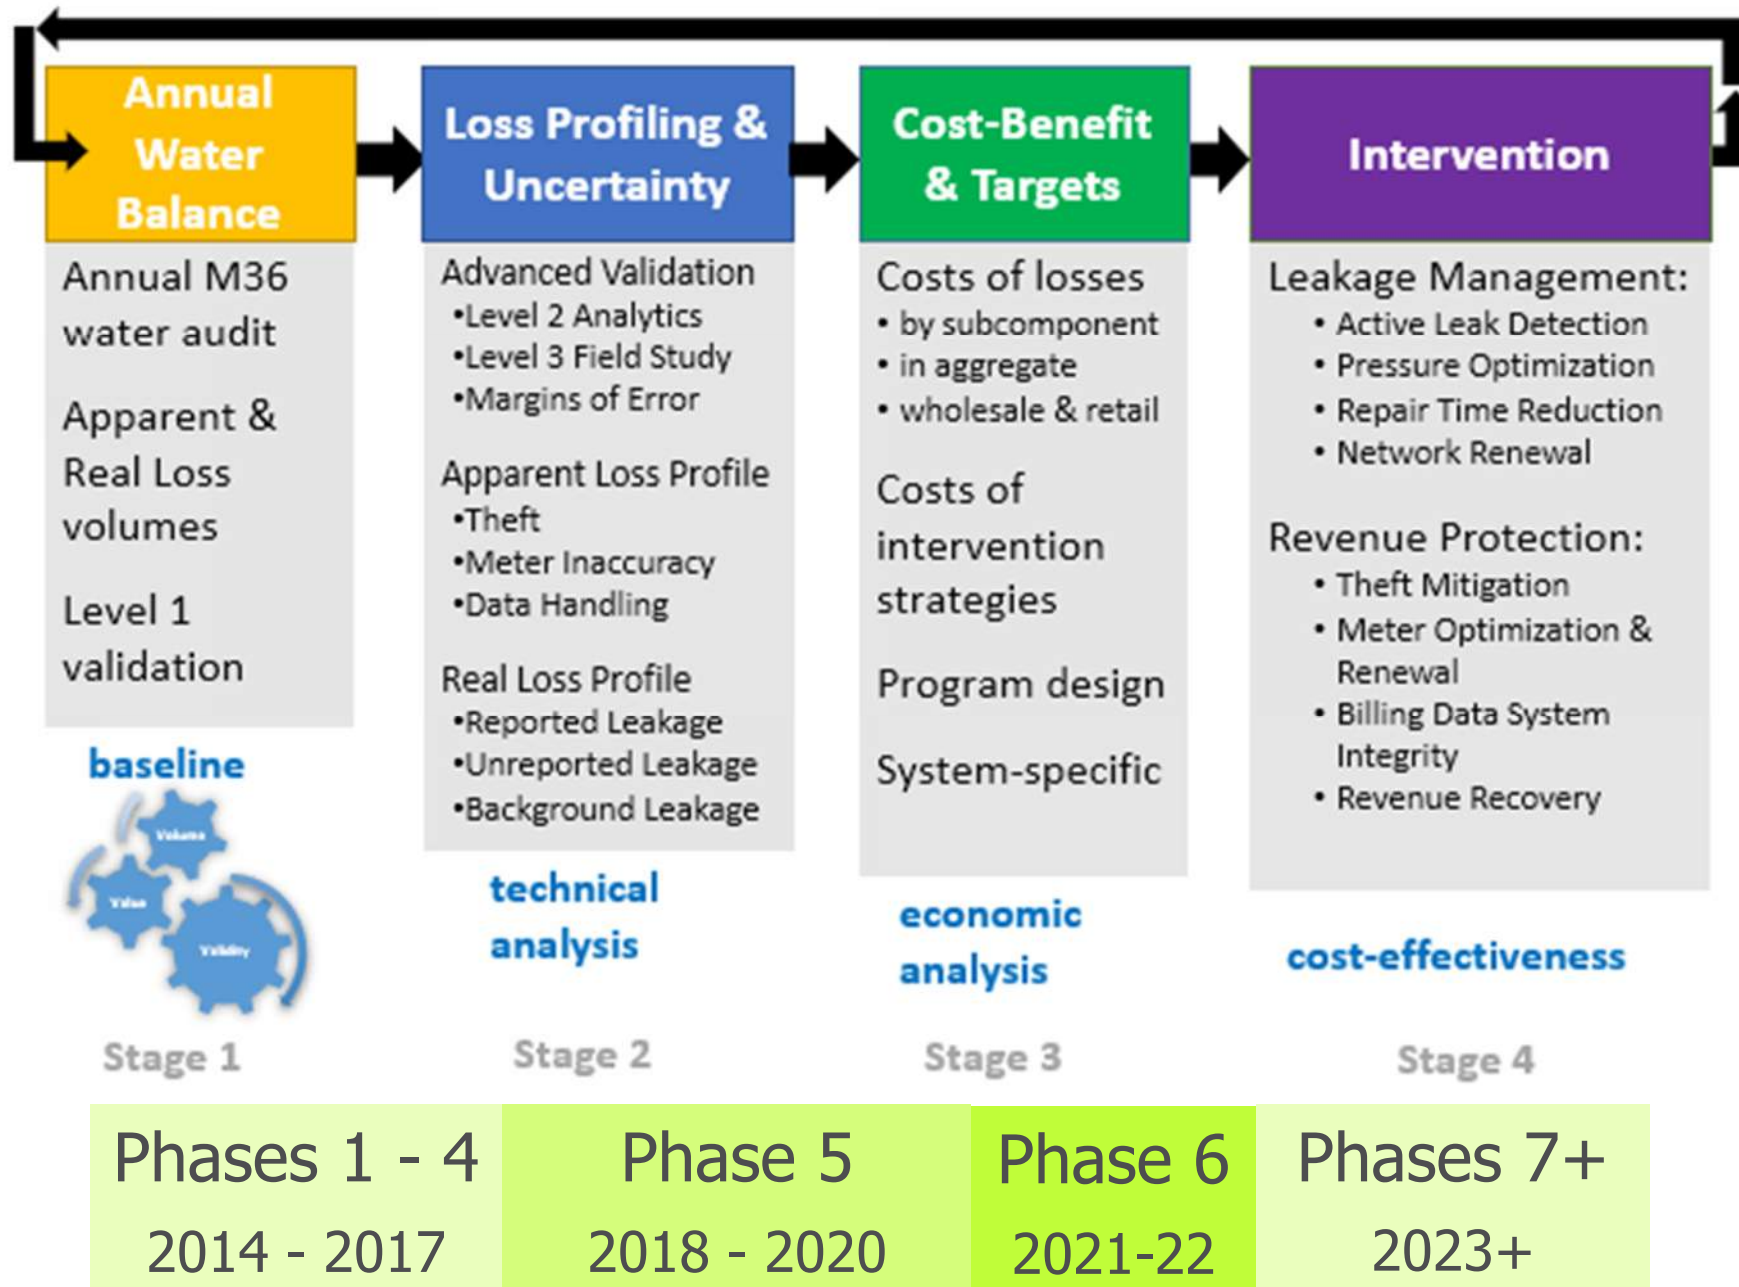 Annual
Water
Balance
Annual M36
water audit
Apparent &
Real Loss
volumes
Level 1
validation
baseline
Volume
Value
Validity
Stage 1
Loss Profiling &
Uncertainty
Advanced Validation
•Level 2 Analytics
•Level 3 Field Study
•Margins of Error
Apparent Loss Profile
•Theft
•Meter Inaccuracy
•Data Handling
Real Loss Profile
•Reported Leakage
•Unreported Leakage
•Background Leakage
technical
analysis
Stage 2
Cost-Benefit
& Targets
Costs of losses
• by subcomponent
• in aggregate
• wholesale & retail
Costs of
intervention
strategies
Program design
System-specific
economic
analysis
Stage 3
Intervention
Leakage Management:
• Active Leak Detection
• Pressure Optimization
• Repair Time Reduction
• Network Renewal
Revenue Protection:
• Theft Mitigation
• Meter Optimization &
Renewal
• Billing Data System
Integrity
• Revenue Recovery
cost-effectiveness
Stage 4
Phases 1 - 4
2014 - 2017
Phase 5
2018 - 2020
Phase 6
2021-22
Phases 7+
2023+